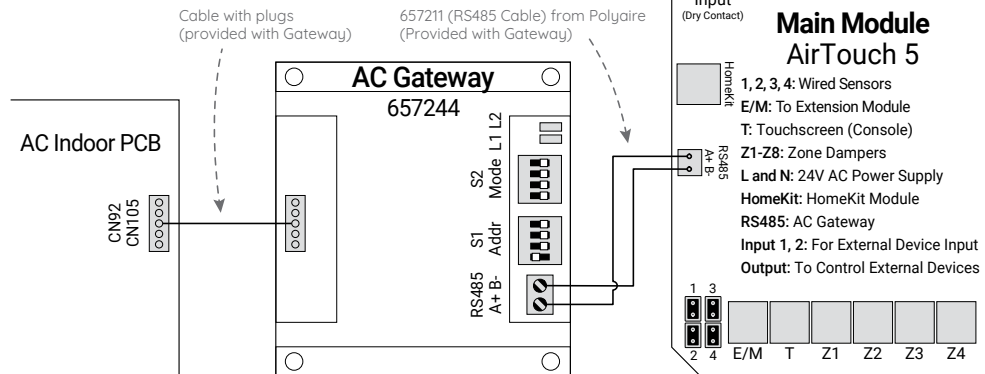 Cable with plugs
(provided with Gateway)
657211 (RS485 Cable) from Polyaire
(Provided with Gateway)
Input
(Dry Contact)
Main Module
AirTouch 5
HomeKit
1, 2, 3, 4: Wired Sensors
E/M: To Extension Module
T: Touchscreen (Console)
Z1-Z8: Zone Dampers
L and N: 24V AC Power Supply
HomeKit: HomeKit Module
RS485: AC Gateway
Input 1, 2: For External Device Input
Output: To Control External Devices
RS485
A+ B-
AC Gateway
657244
L1 L2
S2
Mode
S1
Addr
RS485
A+ B-
AC Indoor PCB
CN92
CN105
1 3
2 4
E/M T Z1 Z2 Z3 Z4